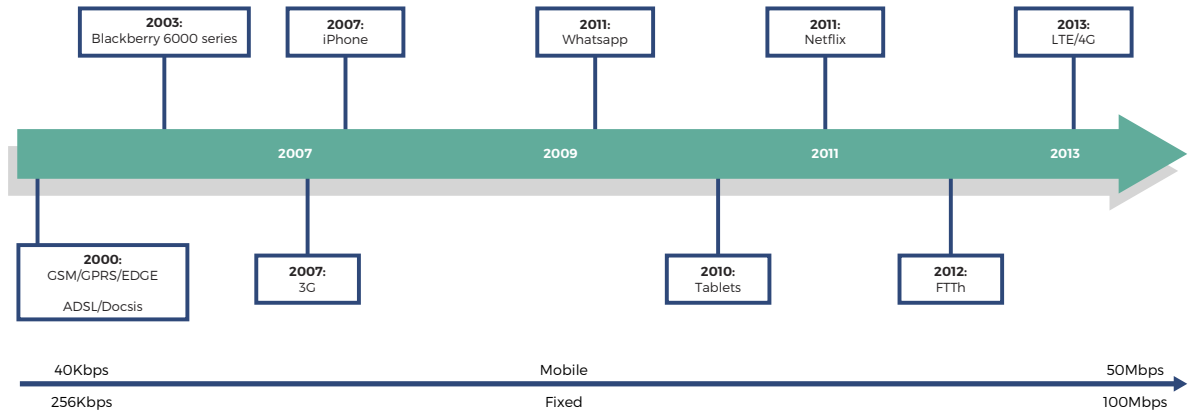 2003:
Blackberry 6000 series
2007:
iPhone
2011:
Whatsapp
2011:
Netflix
2013:
LTE/4G
2007
2009
2011
2013
2000:
GSM/GPRS/EDGE
ADSL/Docsis
2007:
3G
2010:
Tablets
2012:
FTTh
40Kbps
Mobile
50Mbps
256Kbps
Fixed
100Mbps